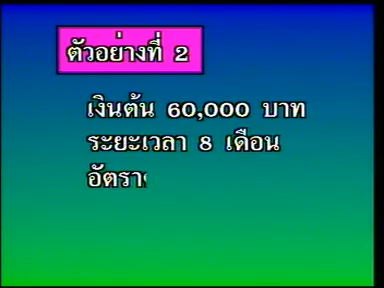 ตัวอย่างที่ 2
เงินต้น 60,000 บาท
ระยะเวลา 8 เดือน
อัตรา